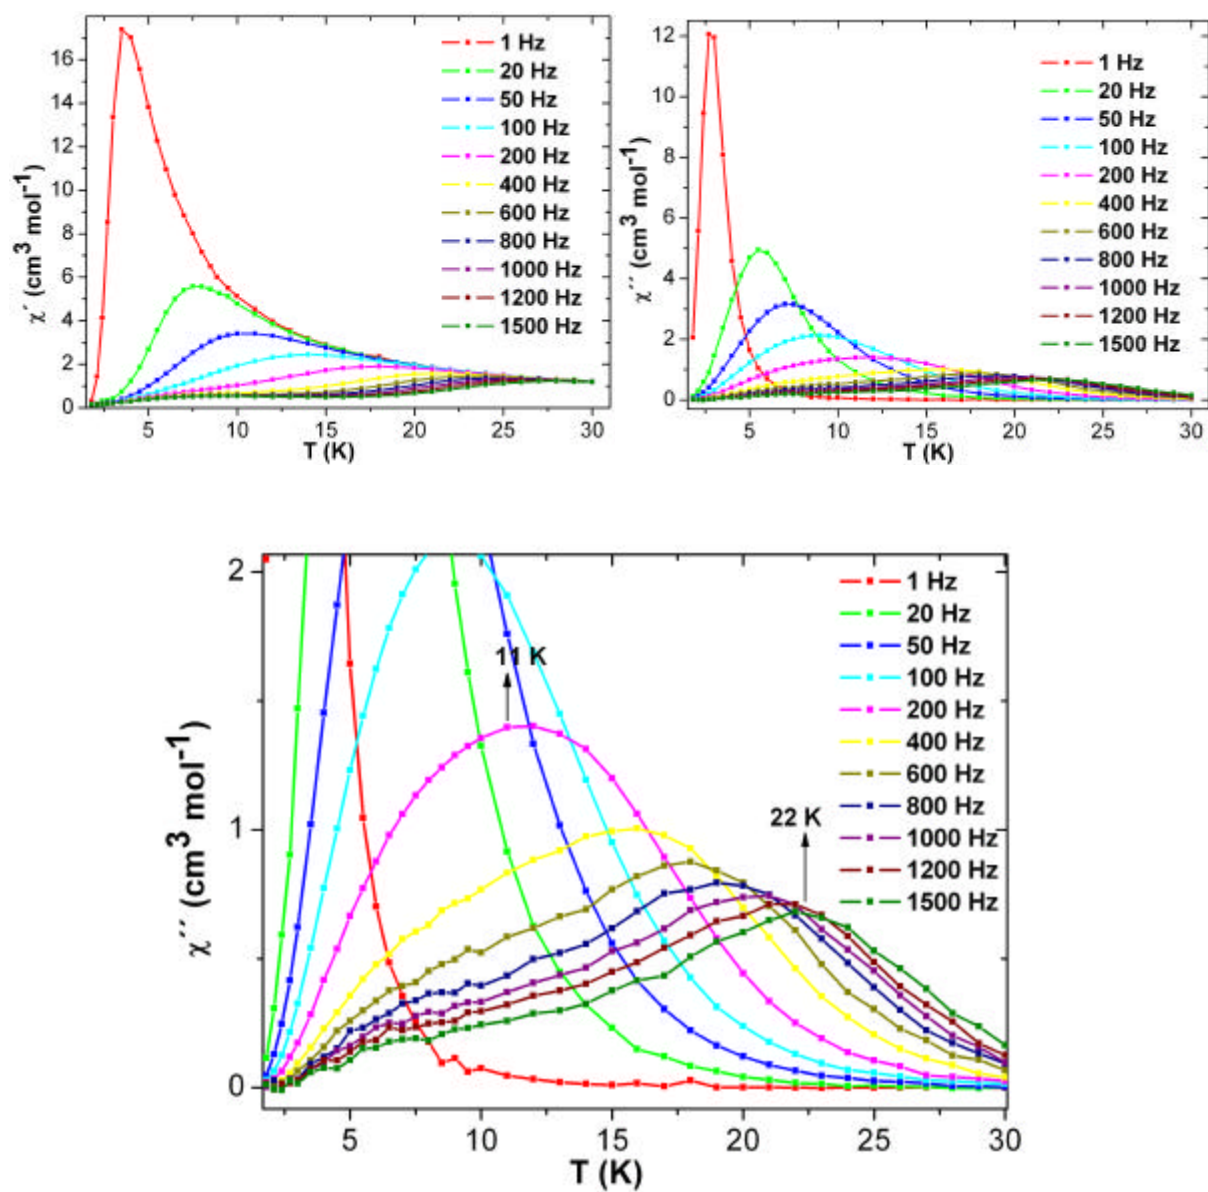 16
14
12
10
8
6
4
2
0
χ´ (cm³ mol⁻¹)
5 10 15 20 25 30
T (K)
1 Hz
20 Hz
50 Hz
100 Hz
200 Hz
400 Hz
600 Hz
800 Hz
1000 Hz
1200 Hz
1500 Hz
12
10
8
6
4
2
0
χ´´ (cm³ mol⁻¹)
5 10 15 20 25 30
T (K)
1 Hz
20 Hz
50 Hz
100 Hz
200 Hz
400 Hz
600 Hz
800 Hz
1000 Hz
1200 Hz
1500 Hz
2
1
0
χ´´ (cm³ mol⁻¹)
11 K
22 K
1 Hz
20 Hz
50 Hz
100 Hz
200 Hz
400 Hz
600 Hz
800 Hz
1000 Hz
1200 Hz
1500 Hz
5 10 15 20 25 30
T (K)